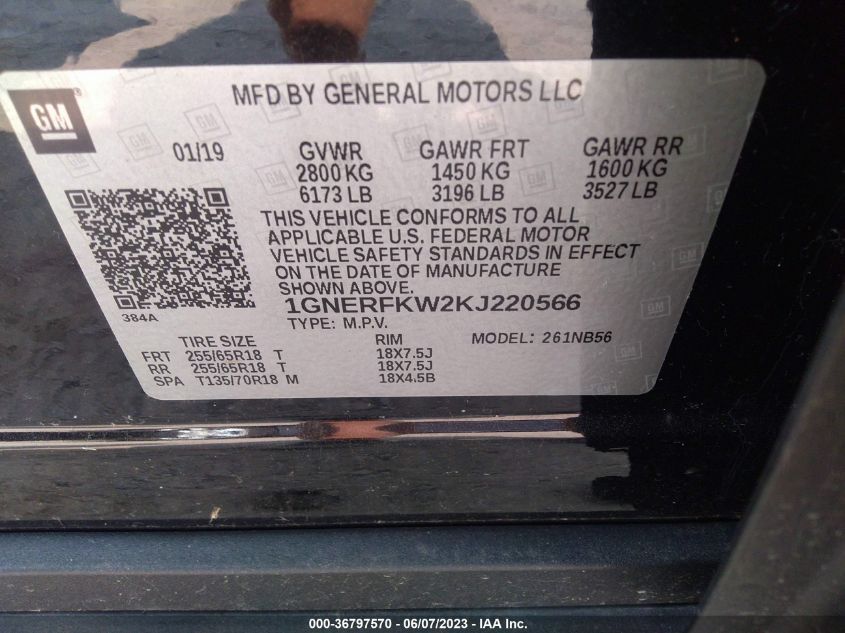 GM
MFD BY GENERAL MOTORS LLC
01/19 GVWR GAWR FRT GAWR RR
2800 KG 1450 KG 1600 KG
6173 LB 3196 LB 3527 LB
THIS VEHICLE CONFORMS TO ALL
APPLICABLE U.S. FEDERAL MOTOR
VEHICLE SAFETY STANDARDS IN EFFECT
ON THE DATE OF MANUFACTURE
SHOWN ABOVE.
384A
1GNERFKW2KJ220566
TYPE: M.P.V. MODEL: 261NB56
TIRE SIZE RIM
FRT 255/65R18 T 18X7.5J
RR 255/65R18 T 18X7.5J
SPA T135/70R18 M 18X4.5B
000-36797570 — 06/07/2023 — IAA Inc.